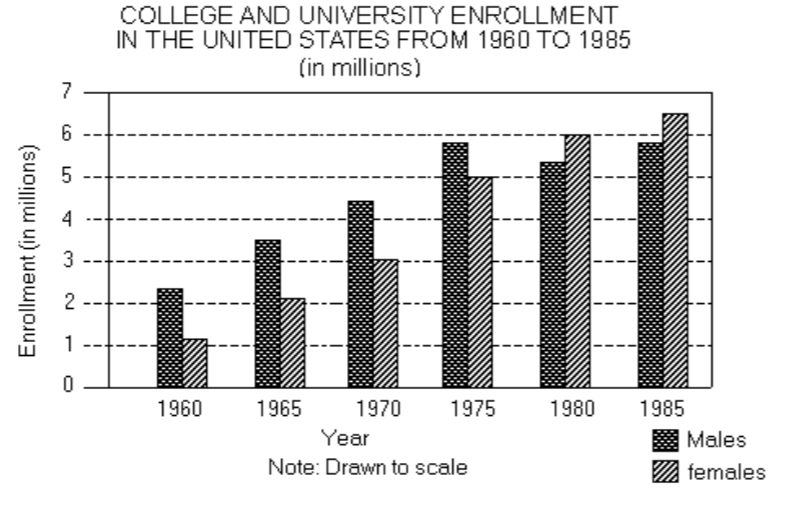 COLLEGE AND UNIVERSITY ENROLLMENT
IN THE UNITED STATES FROM 1960 TO 1985
(in millions)
Enrollment (in millions)
7
6
5
4
3
2
1
0
1960 1965 1970 1975 1980 1985
Year
Note: Drawn to scale
Males
females